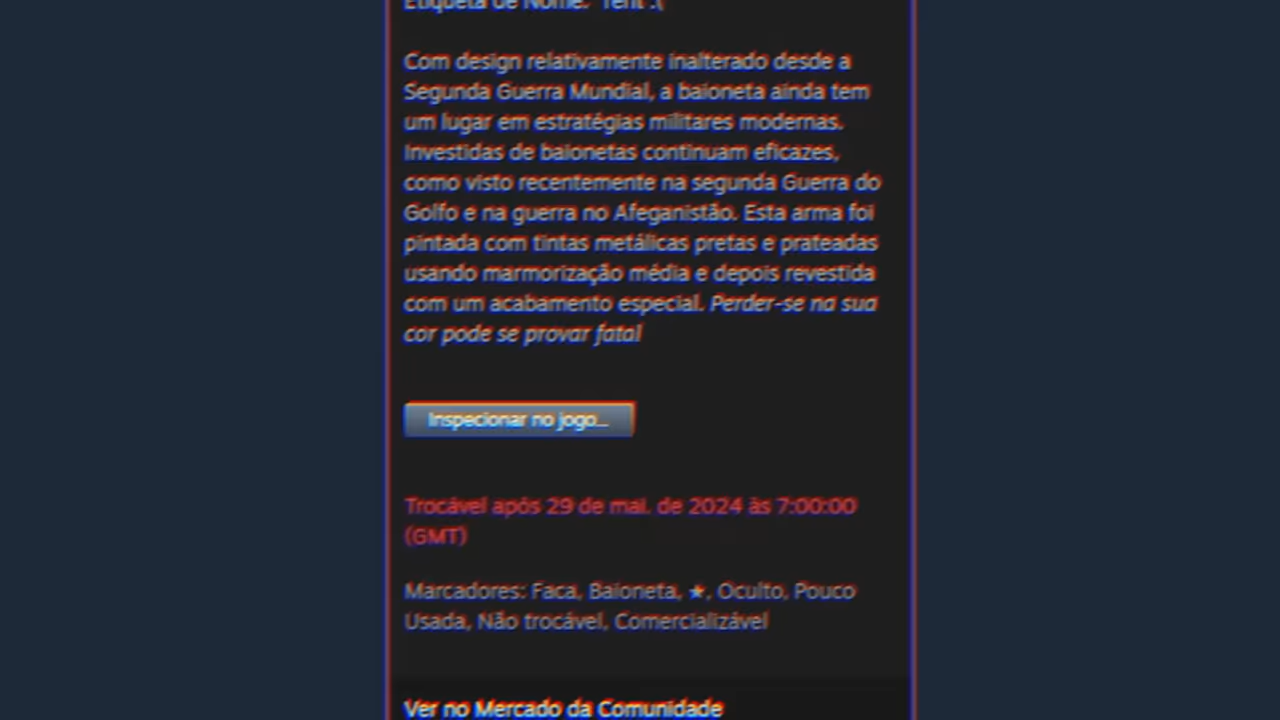 Etiqueta de Nome: "Tent :(
Com design relativamente inalterado desde a
Segunda Guerra Mundial, a baioneta ainda tem
um lugar em estratégias militares modernas.
Investidas de baionetas continuam eficazes,
como visto recentemente na segunda Guerra do
Golfo e na guerra no Afeganistão. Esta arma foi
pintada com tintas metálicas pretas e prateadas
usando marmorização média e depois revestida
com um acabamento especial. Perder-se na sua
cor pode se provar fatal
Inspecionar no jogo...
Trocável após 29 de mai. de 2024 às 7:00:00
(GMT)
Marcadores: Faca, Baioneta, ★, Oculto, Pouco
Usada, Não trocável, Comercializável
Ver no Mercado da Comunidade